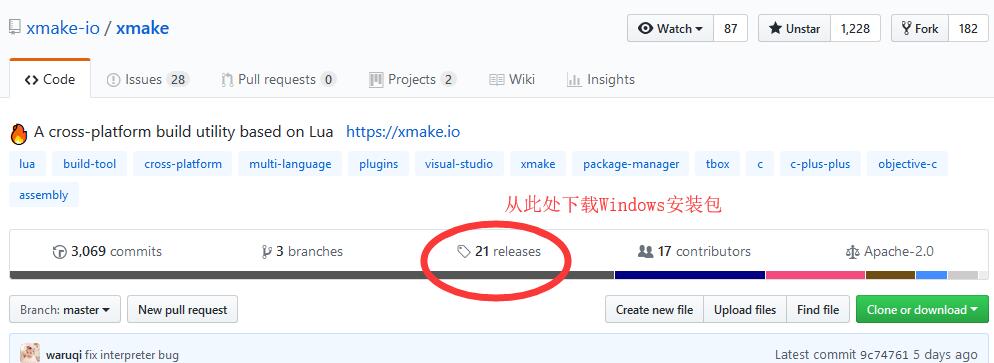 xmake-io / xmake
Watch 87 Unstar 1,228 Fork 182
Code Issues 28 Pull requests 0 Projects 2 Wiki Insights
A cross-platform build utility based on Lua https://xmake.io
lua build-tool cross-platform multi-language plugins visual-studio xmake package-manager tbox c c-plus-plus objective-c
assembly
从此处下载Windows安装包
3,069 commits 3 branches 21 releases 17 contributors Apache-2.0
Branch: master New pull request Create new file Upload files Find file Clone or download
waruqi fix interpreter bug Latest commit 9c74761 5 days ago